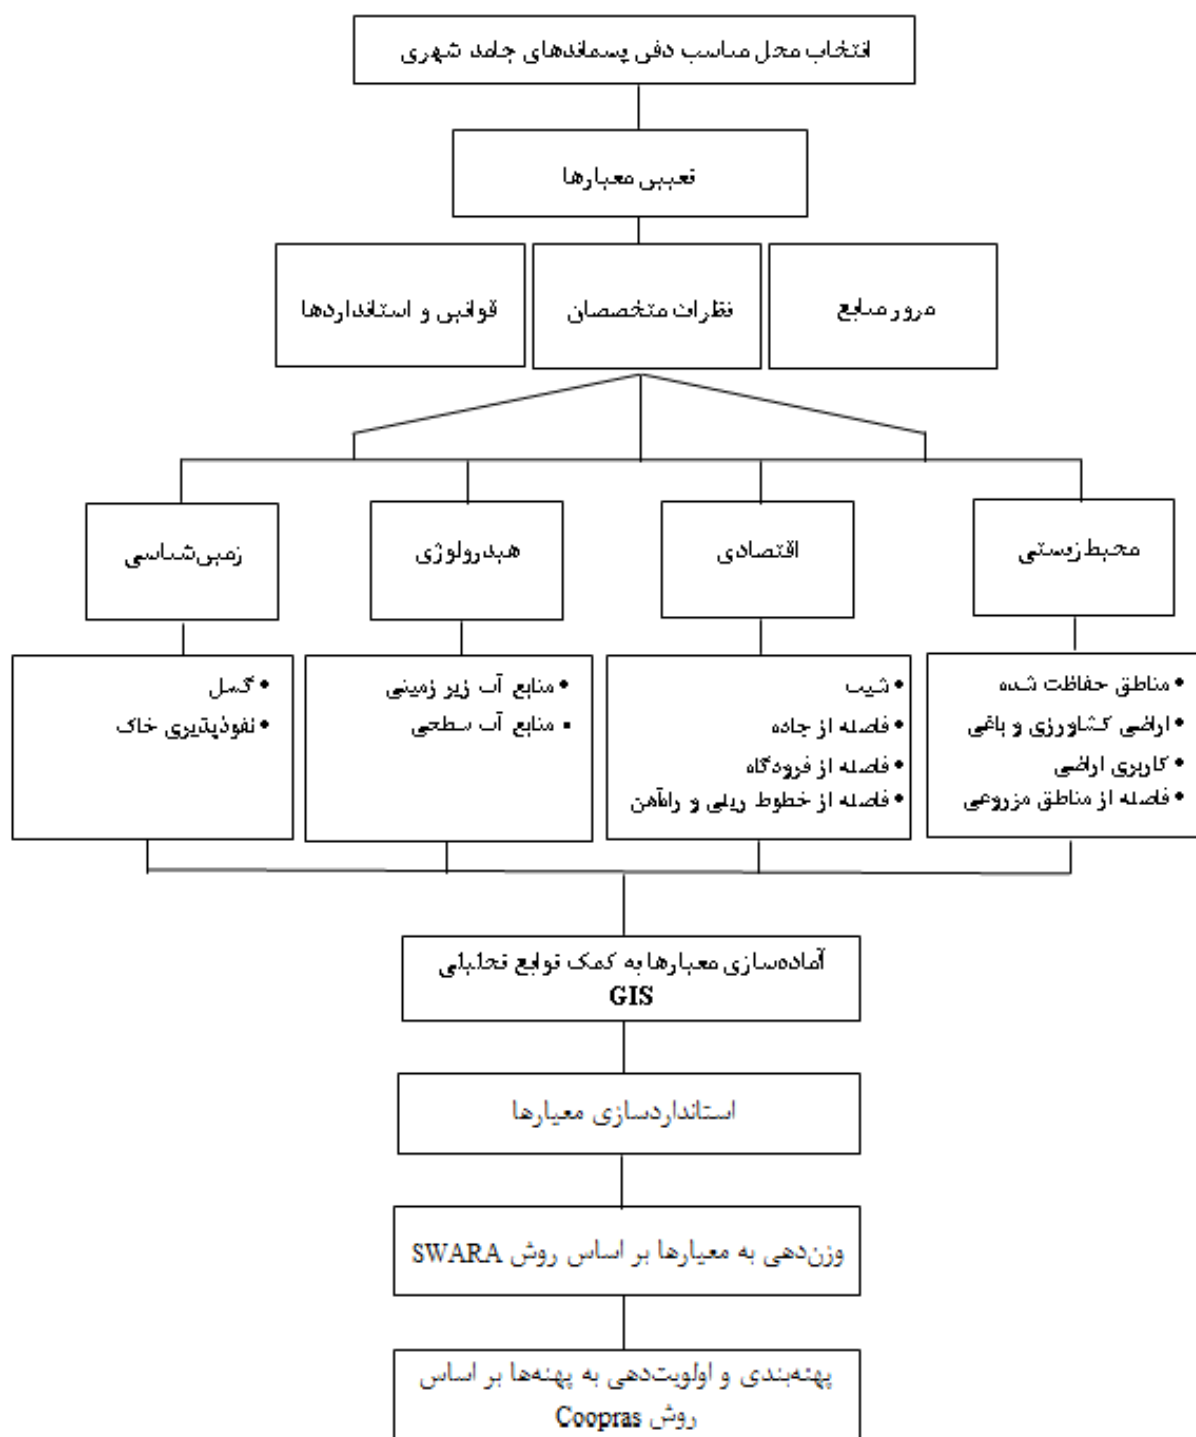 انتخاب محل مناسب دفن پسماندهای جامد شهری
تعیین معیارها
مرور منابع
نظرات متخصصان
قوانین و استانداردها
محیط‌زیستی
اقتصادی
هیدرولوژی
زمین‌شناسی
• مناطق حفاظت شده
• اراضی کشاورزی و باغی
• کاربری اراضی
• فاصله از مناطق مزروعی
• شیب
• فاصله از جاده
• فاصله از فرودگاه
• فاصله از خطوط ریلی و راه‌آهن
• منابع آب زیر زمینی
• منابع آب سطحی
• گسل
• نفوذپذیری خاک
آماده‌سازی معیارها به کمک توابع تحلیلی
GIS
استانداردسازی معیارها
وزن‌دهی به معیارها بر اساس روش SWARA
پهنه‌بندی و اولویت‌دهی به پهنه‌ها بر اساس
روش Coopras